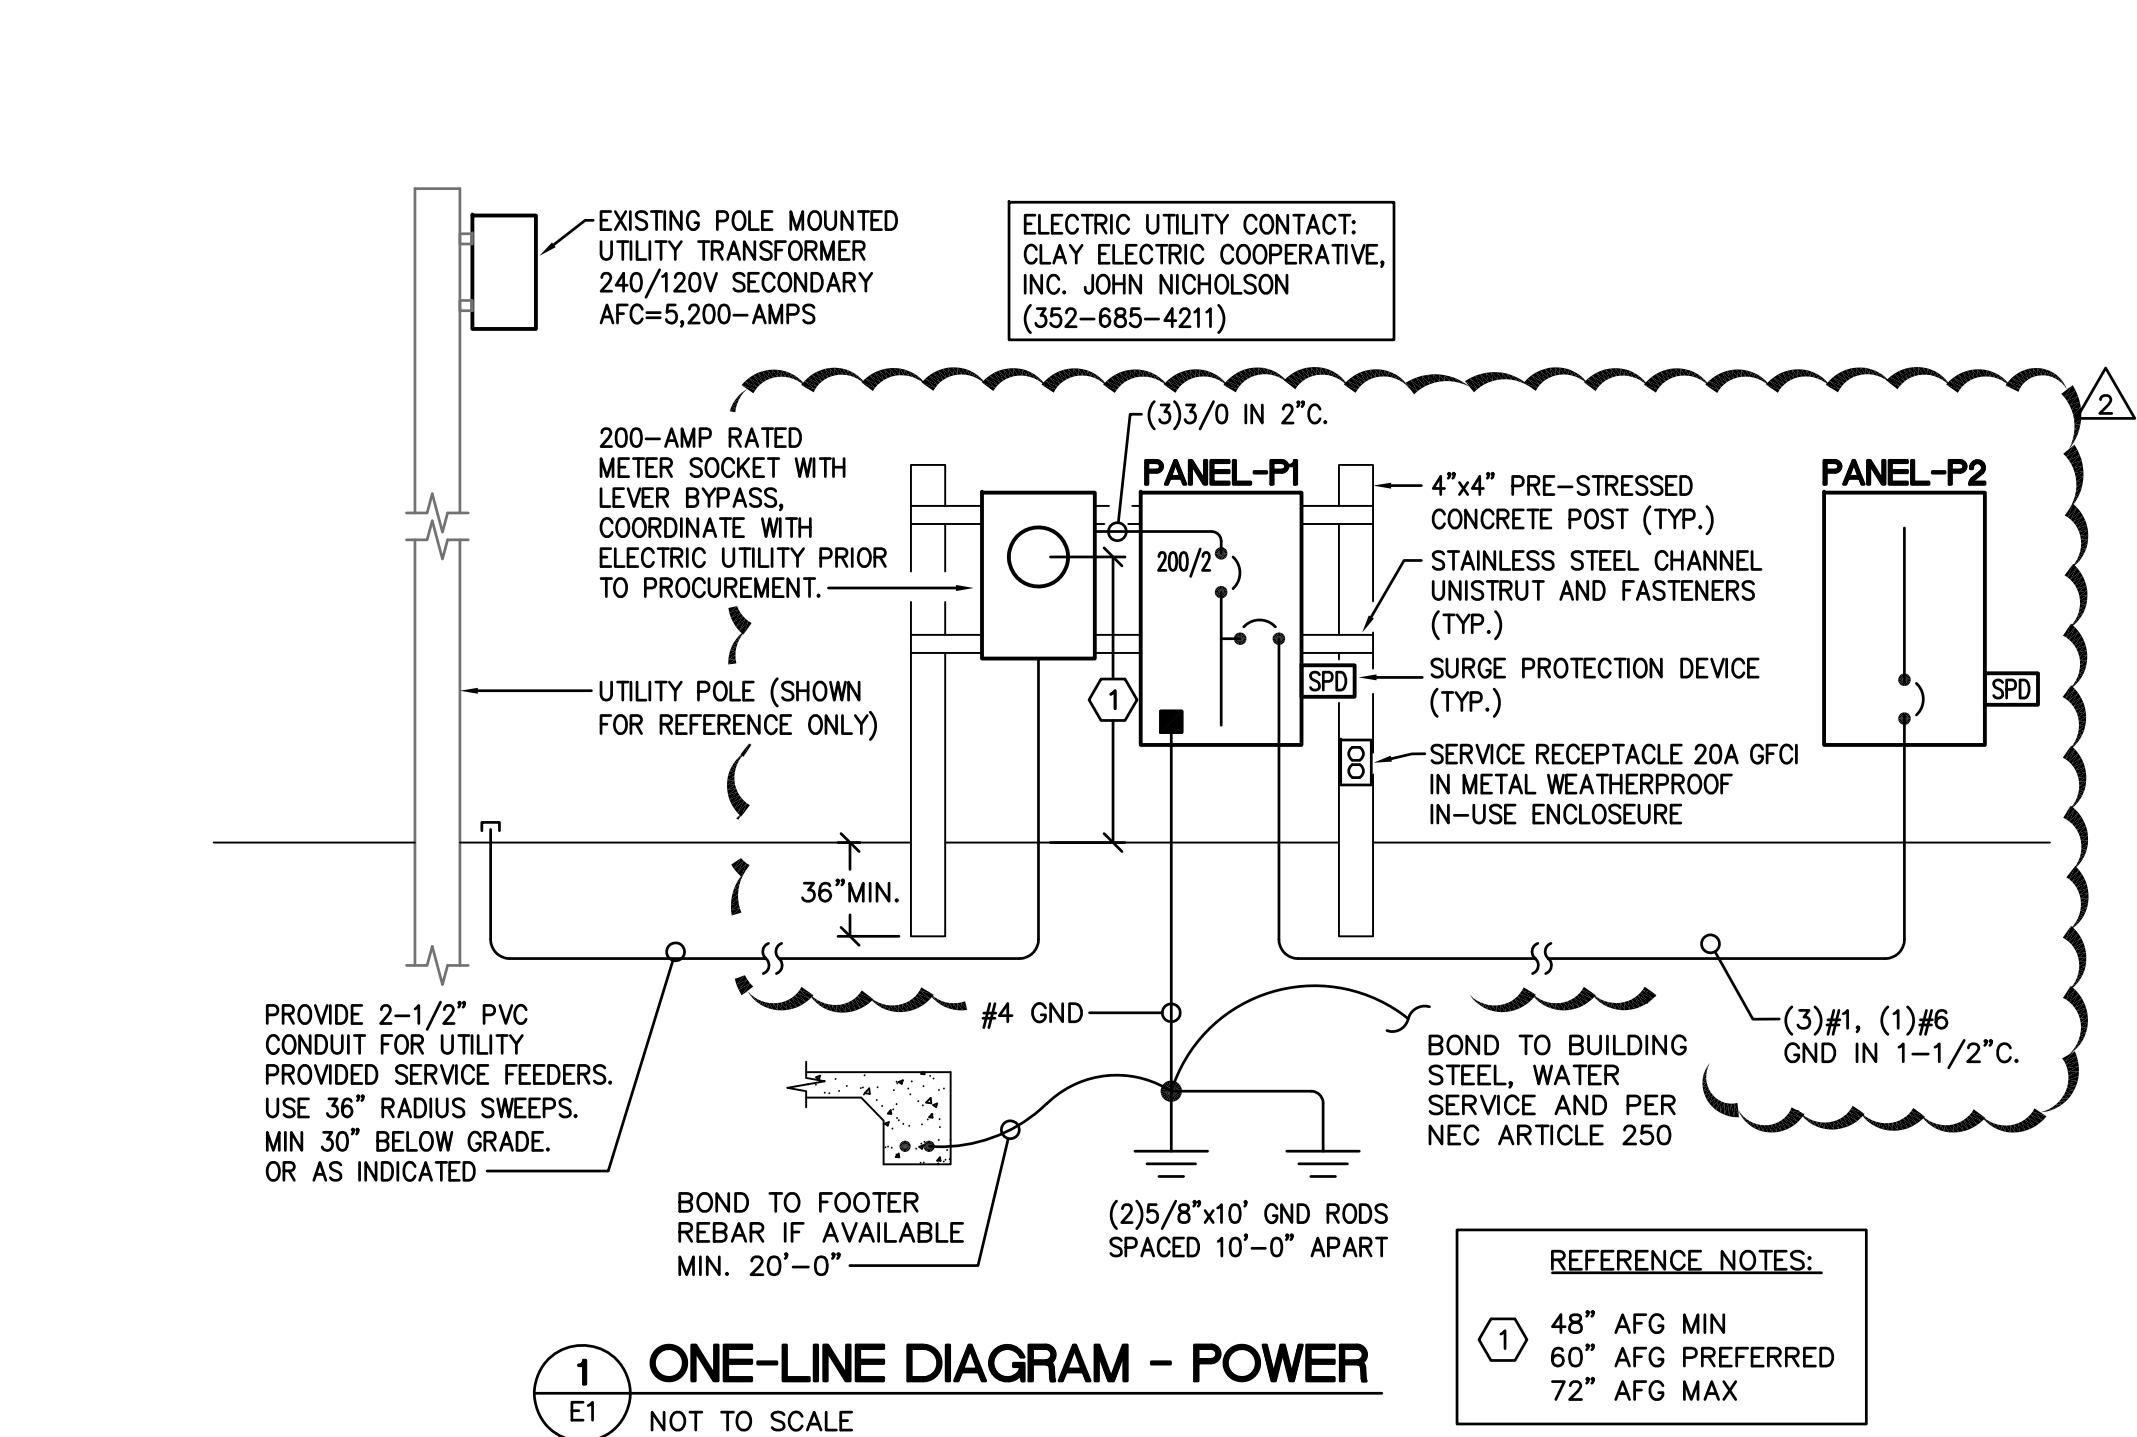 EXISTING POLE MOUNTED
UTILITY TRANSFORMER
240/120V SECONDARY
AFC=5,200-AMPS
ELECTRIC UTILITY CONTACT:
CLAY ELECTRIC COOPERATIVE,
INC. JOHN NICHOLSON
(352-685-4211)
2
(3)3/0 IN 2"C.
200-AMP RATED
METER SOCKET WITH
LEVER BYPASS,
COORDINATE WITH
ELECTRIC UTILITY PRIOR
TO PROCUREMENT.
PANEL-P1
200/2
4"x4" PRE-STRESSED
CONCRETE POST (TYP.)
STAINLESS STEEL CHANNEL
UNISTRUT AND FASTENERS
(TYP.)
PANEL-P2
SPD
SURGE PROTECTION DEVICE
(TYP.)
SPD
UTILITY POLE (SHOWN
FOR REFERENCE ONLY)
1
SERVICE RECEPTACLE 20A GFCI
IN METAL WEATHERPROOF
IN-USE ENCLOSEURE
36"MIN.
PROVIDE 2-1/2" PVC
CONDUIT FOR UTILITY
PROVIDED SERVICE FEEDERS.
USE 36" RADIUS SWEEPS.
MIN 30" BELOW GRADE.
OR AS INDICATED
#4 GND
BOND TO BUILDING
STEEL, WATER
SERVICE AND PER
NEC ARTICLE 250
(3)#1, (1)#6
GND IN 1-1/2"C.
BOND TO FOOTER
REBAR IF AVAILABLE
MIN. 20'-0"
(2)5/8"x10' GND RODS
SPACED 10'-0" APART
REFERENCE NOTES:
1
48" AFG MIN
60" AFG PREFERRED
72" AFG MAX
1
E1
ONE-LINE DIAGRAM - POWER
NOT TO SCALE